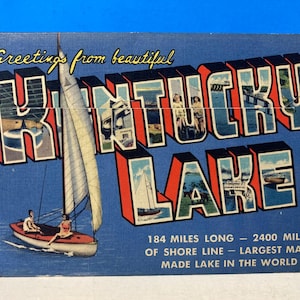 Greetings from beautiful
KENTUCKY
LAKE
184 MILES LONG — 2400 MIL
OF SHORE LINE — LARGEST MA
MADE LAKE IN THE WORLD